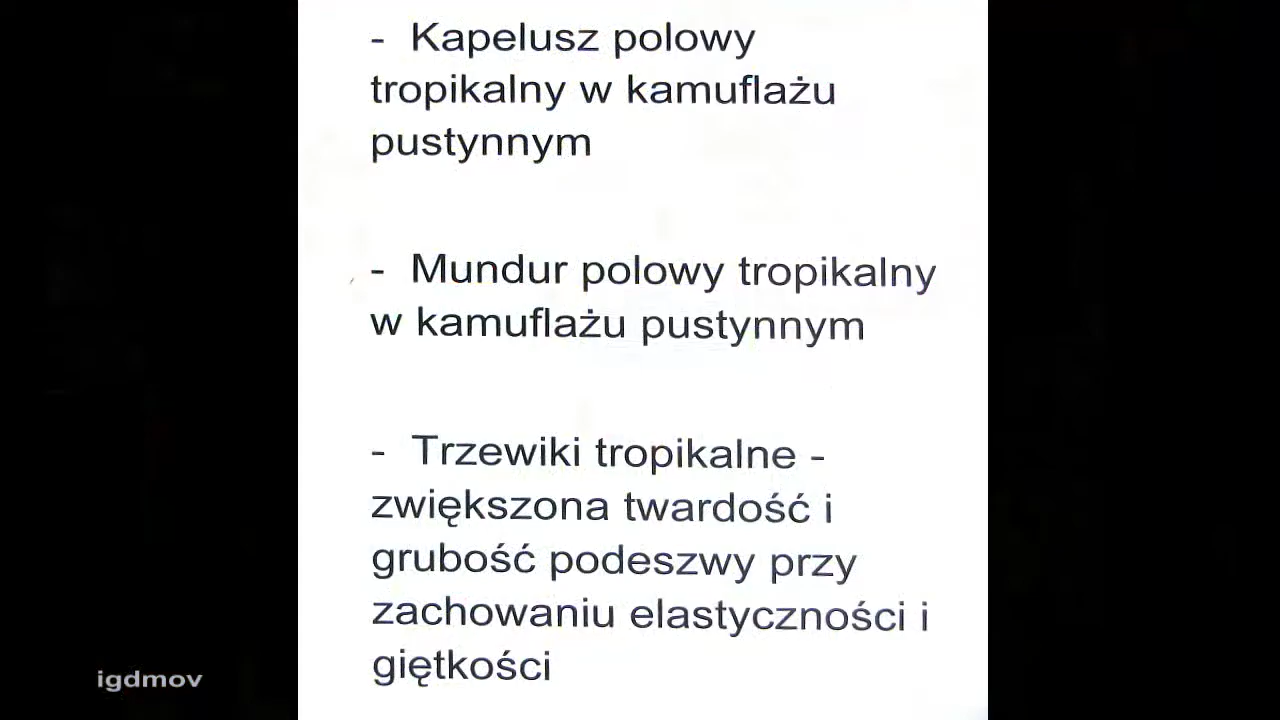 - Kapelusz polowy
tropikalny w kamuflażu
pustynnym
- Mundur polowy tropikalny
w kamuflażu pustynnym
- Trzewiki tropikalne -
zwiększona twardość i
grubość podeszwy przy
zachowaniu elastyczności i
giętkości
igdmov